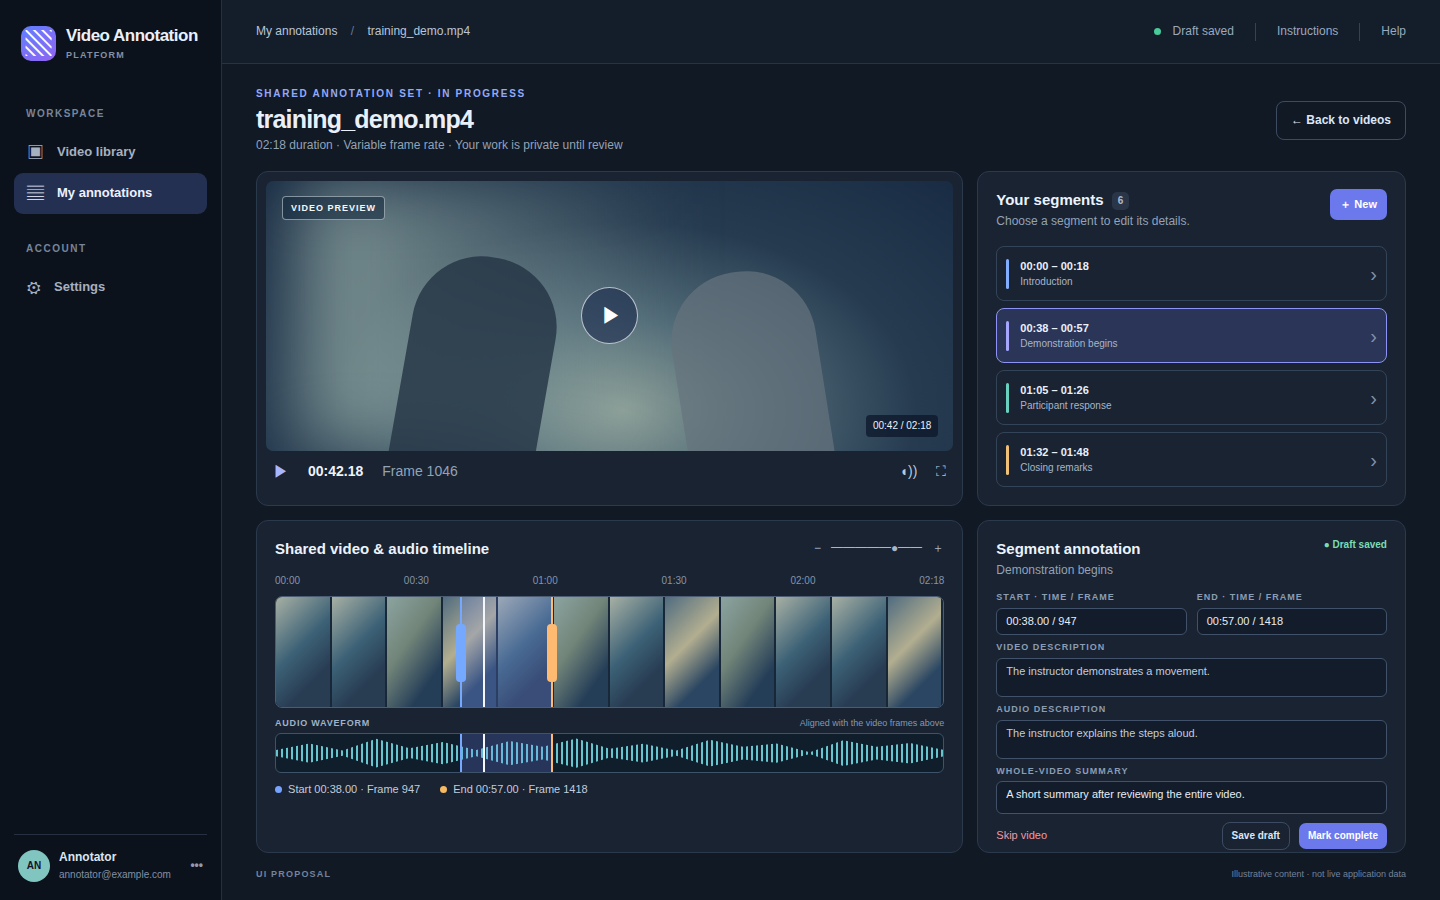 Video Annotation
PLATFORM
WORKSPACE
Video library
My annotations
ACCOUNT
Settings
AN
Annotator
annotator@example.com
•••
My annotations / training_demo.mp4
Draft saved
Instructions
Help
SHARED ANNOTATION SET · IN PROGRESS
training_demo.mp4
02:18 duration · Variable frame rate · Your work is private until review
← Back to videos
VIDEO PREVIEW
00:42 / 02:18
00:42.18 Frame 1046
Your segments 6
Choose a segment to edit its details.
+ New
00:00 – 00:18
Introduction
00:38 – 00:57
Demonstration begins
01:05 – 01:26
Participant response
01:32 – 01:48
Closing remarks
Shared video & audio timeline
− +
00:00 00:30 01:00 01:30 02:00 02:18
AUDIO WAVEFORM
Aligned with the video frames above
Start 00:38.00 · Frame 947
End 00:57.00 · Frame 1418
Segment annotation
● Draft saved
Demonstration begins
START · TIME / FRAME
END · TIME / FRAME
00:38.00 / 947
00:57.00 / 1418
VIDEO DESCRIPTION
The instructor demonstrates a movement.
AUDIO DESCRIPTION
The instructor explains the steps aloud.
WHOLE-VIDEO SUMMARY
A short summary after reviewing the entire video.
Skip video
Save draft
Mark complete
UI PROPOSAL
Illustrative content · not live application data